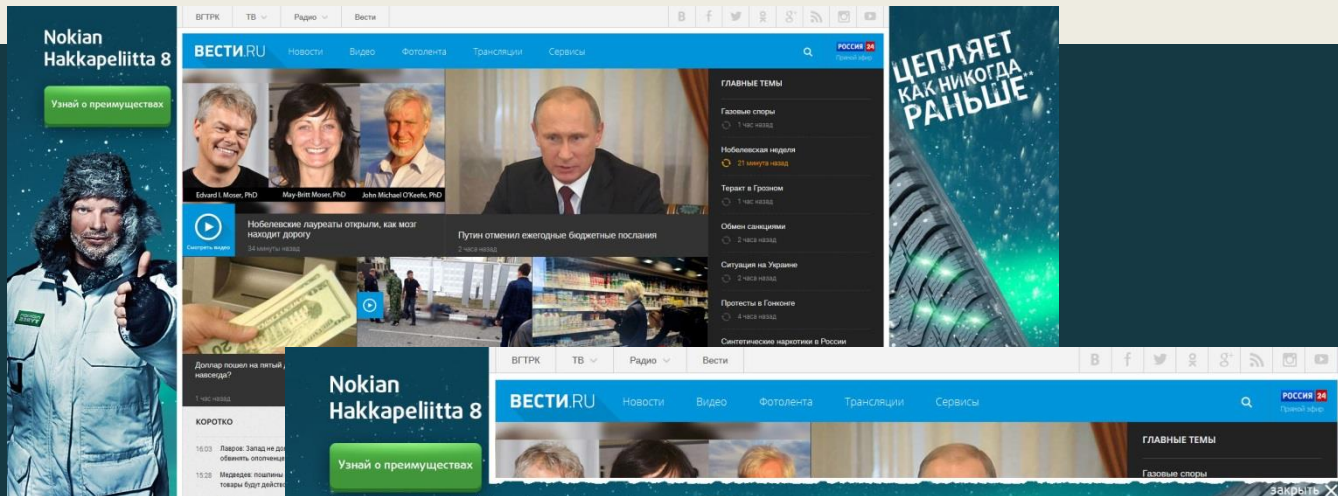 Nokian
Hakkapeliitta 8
Узнай о преимуществах
ВГТРК ТВ Радио Вести
ВЕСТИ.RU Новости Видео Фотолента Трансляции Сервисы
РОССИЯ 24
Прямой эфир
Edvard I. Moser, PhD May-Britt Moser, PhD John Michael O'Keefe, PhD
Смотреть видео
Нобелевские лауреаты открыли, как мозг
находит дорогу
34 минуты назад
Путин отменил ежегодные бюджетные послания
2 часа назад
ГЛАВНЫЕ ТЕМЫ
Газовые споры
1 час назад
Нобелевская неделя
21 минута назад
Теракт в Грозном
1 час назад
Обмен санкциями
2 часа назад
Ситуация на Украине
2 часа назад
Протесты в Гонконге
4 часа назад
Синтетические наркотики в России
ЦЕПЛЯЕТ
КАК НИКОГДА
РАНЬШЕ**
Доллар пошел на пятый
навсегда?
1 час назад
КОРОТКО
16:03 Лавров: Запад не
обвинять ополченце
15:28 Медведев: пошлины
товары будут действо
Nokian
Hakkapeliitta 8
Узнай о преимуществах
ВГТРК ТВ Радио Вести
ВЕСТИ.RU Новости Видео Фотолента Трансляции Сервисы
РОССИЯ 24
Прямой эфир
ГЛАВНЫЕ ТЕМЫ
Газовые споры
закрыть X